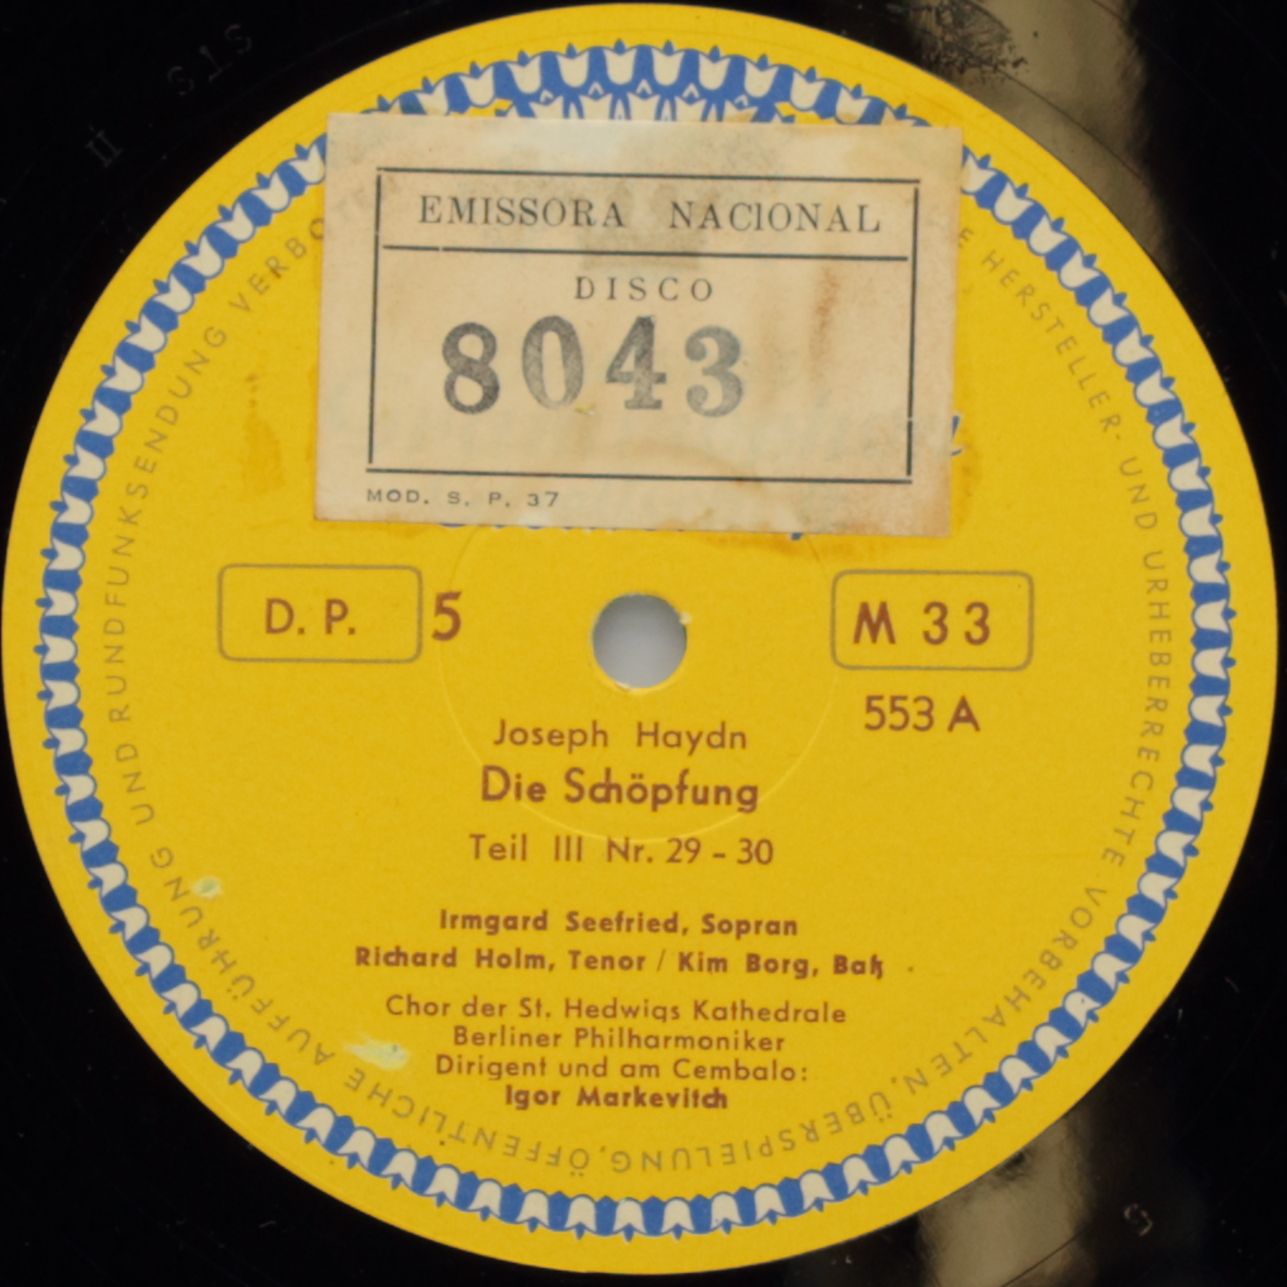 EMISSORA NACIONAL
DISCO
8043
MOD. S. P. 37
D. P. 5
M 33
553 A
Joseph Haydn
Die Schöpfung
Teil III Nr. 29 - 30
Irmgard Seefried, Sopran
Richard Holm, Tenor / Kim Borg, Baß
Chor der St. Hedwigs Kathedrale
Berliner Philharmoniker
Dirigent und am Cembalo:
Igor Markevitch
HERSTELLER- UND URHEBERRECHTE VORBEHALTEN, ÜBERSPIELUNG, ÖFFENTLICHE AUFFÜHRUNG UND RUNDFUNKSENDUNG